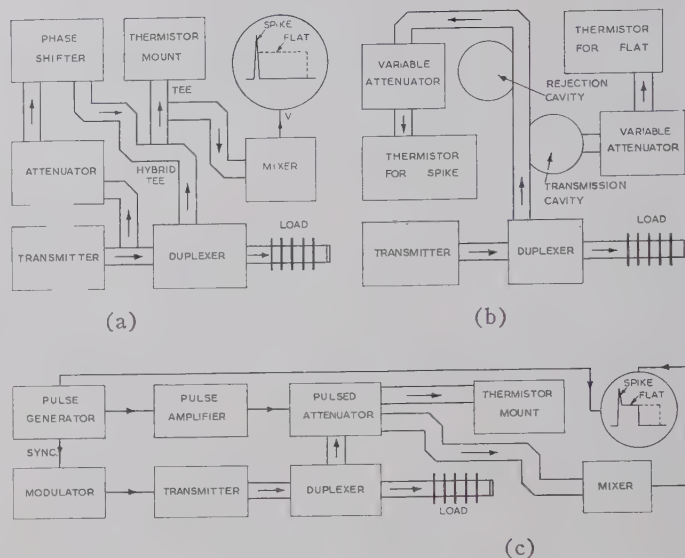 PHASE
SHIFTER
THERMISTOR
MOUNT
SPIKE
FLAT
TEE
V
ATTENUATOR
HYBRID
TEE
MIXER
TRANSMITTER
DUPLEXER
LOAD
(a)
VARIABLE
ATTENUATOR
THERMISTOR
FOR FLAT
REJECTION
CAVITY
THERMISTOR
FOR SPIKE
VARIABLE
ATTENUATOR
TRANSMISSION
CAVITY
TRANSMITTER
DUPLEXER
LOAD
(b)
PULSE
GENERATOR
PULSE
AMPLIFIER
PULSED
ATTENUATOR
THERMISTOR
MOUNT
SPIKE
FLAT
SYNC.
MODULATOR
TRANSMITTER
DUPLEXER
LOAD
MIXER
(c)